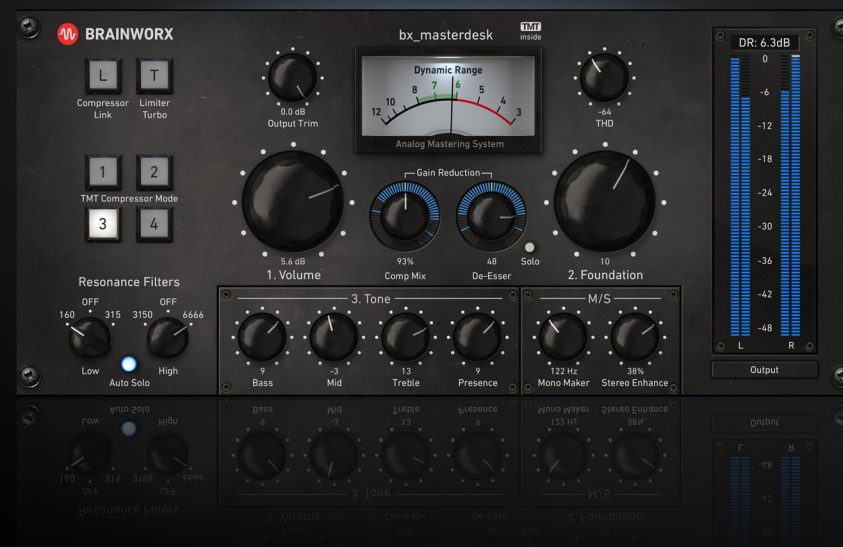 BRAINWORX
bx_masterdesk
TMT
inside
DR: 6.3dB
L
T
Compressor
Link
Limiter
Turbo
0.0 dB
Output Trim
Dynamic Range
12
10
8
7
6
5
4
3
Analog Mastering System
-64
THD
1
2
TMT Compressor Mode
3
4
5.6 dB
1. Volume
Gain Reduction
93%
Comp Mix
48
De-Esser
Solo
10
2. Foundation
Resonance Filters
OFF
160
315
Low
OFF
3150
6666
High
Auto Solo
3. Tone
9
Bass
-3
Mid
13
Treble
9
Presence
M/S
122 Hz
Mono Maker
38%
Stereo Enhance
0
-6
-12
-18
-24
-30
-36
-42
-48
L
R
Output